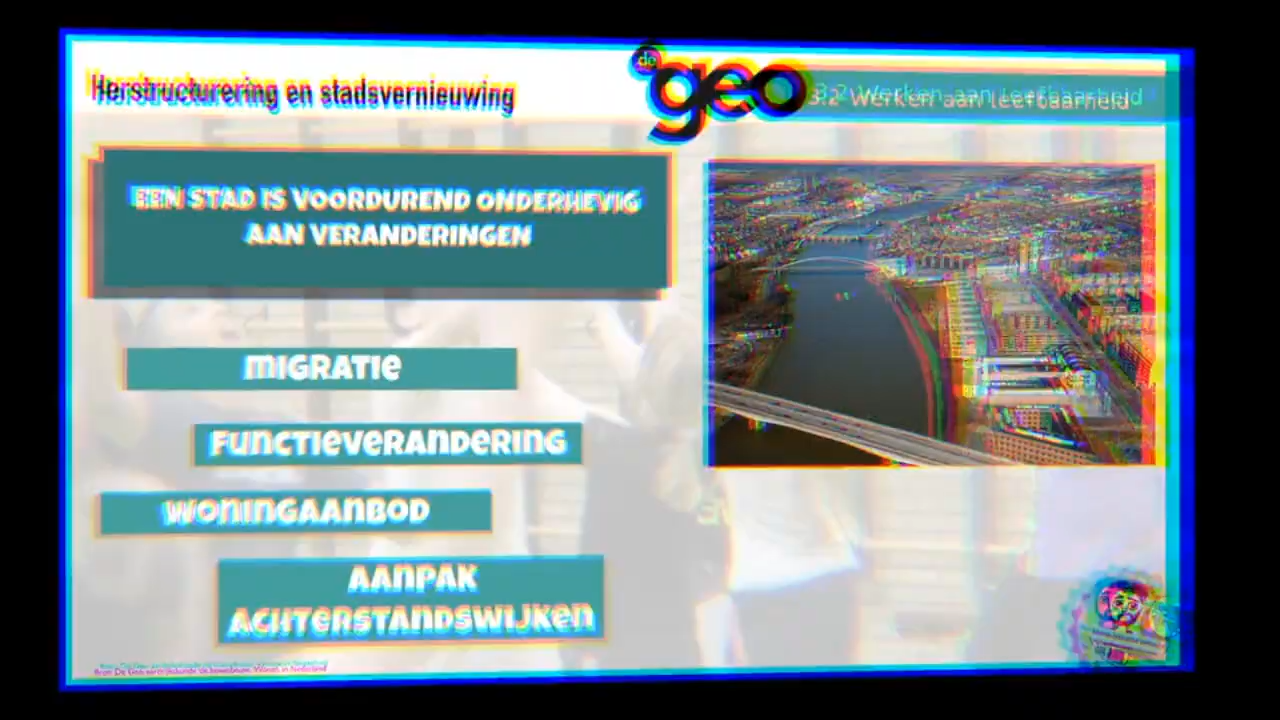 Herstructurering en stadsvernieuwing
de geo
3.2 Werken aan leefbaarheid
EEN STAD IS VOORDUREND ONDERHEVIG
AAN VERANDERINGEN
MIGRATIE
FUNCTIEVERANDERING
WONINGAANBOD
AANPAK
ACHTERSTANDSWIJKEN